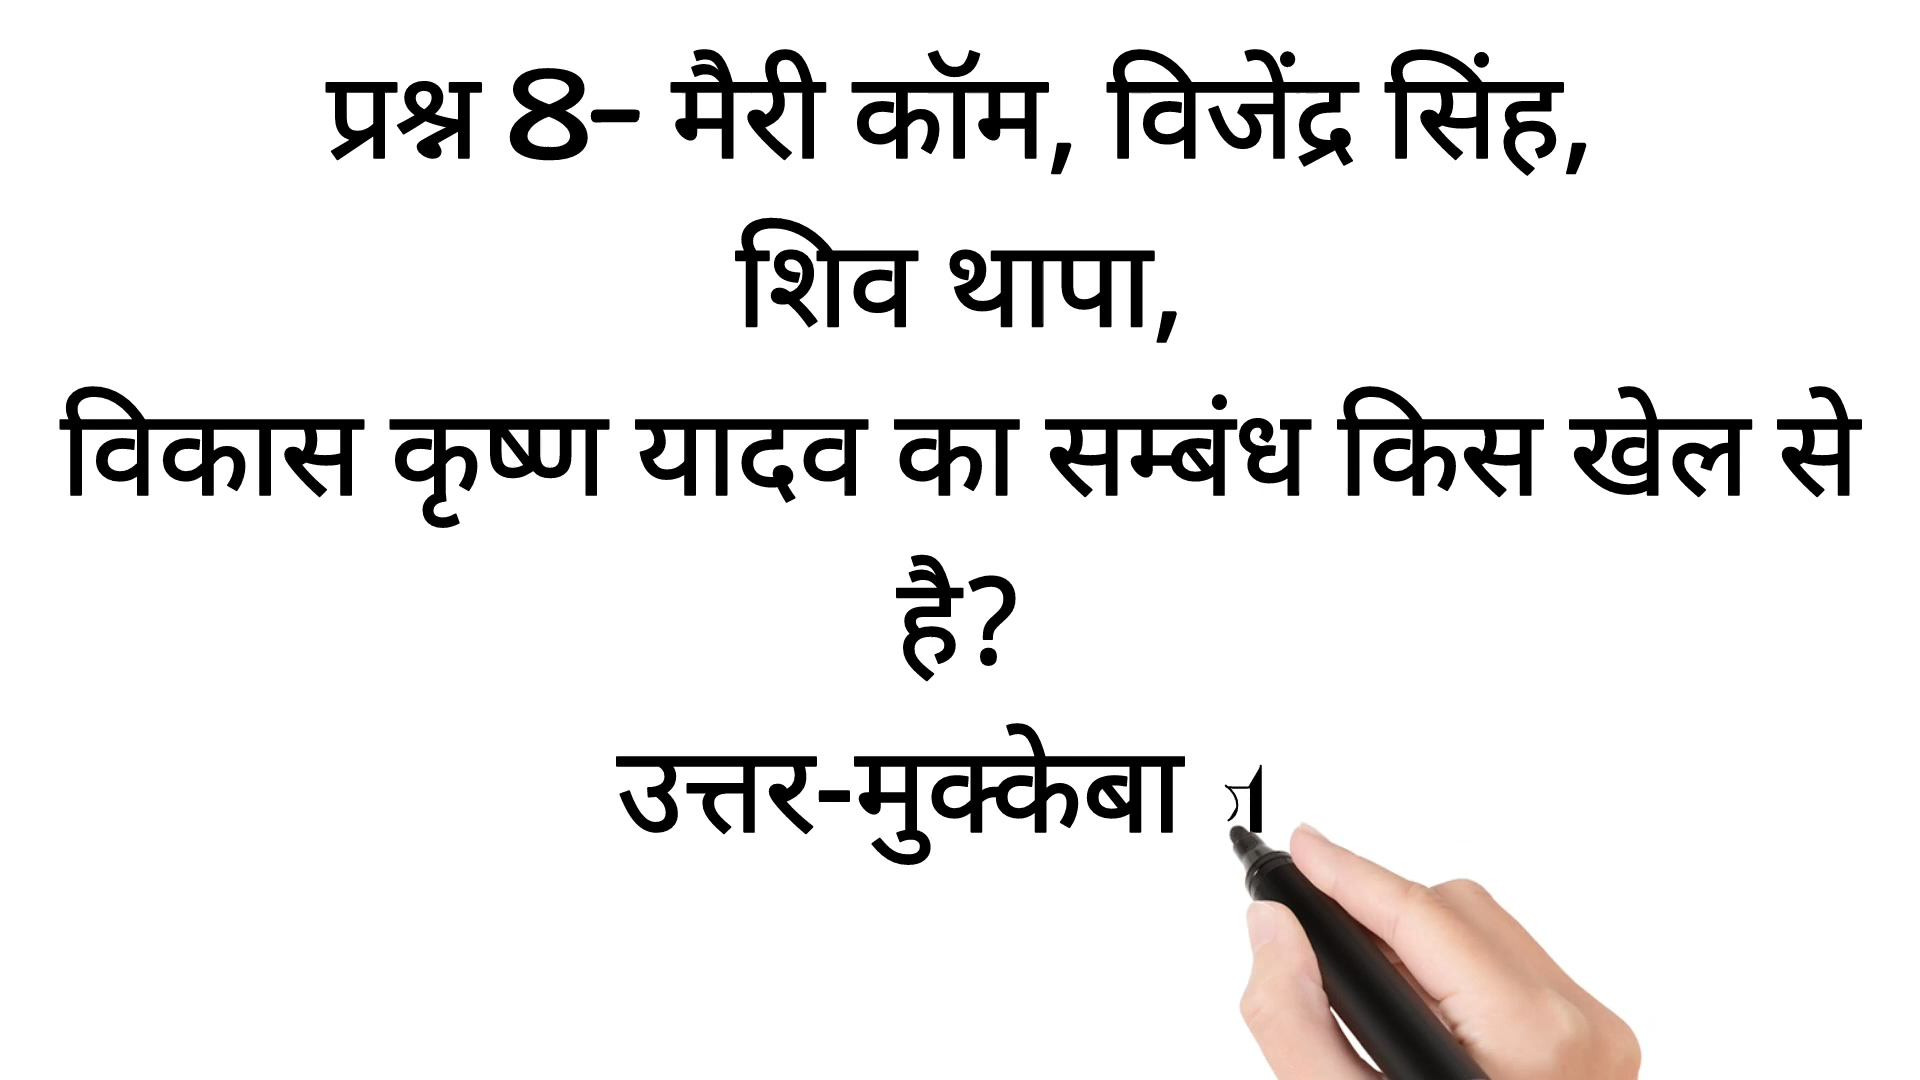 प्रश्न 8- मैरी कॉम, विजेंद्र सिंह,
शिव थापा,
विकास कृष्ण यादव का सम्बंध किस खेल से
है?
उत्तर-मुक्केबा